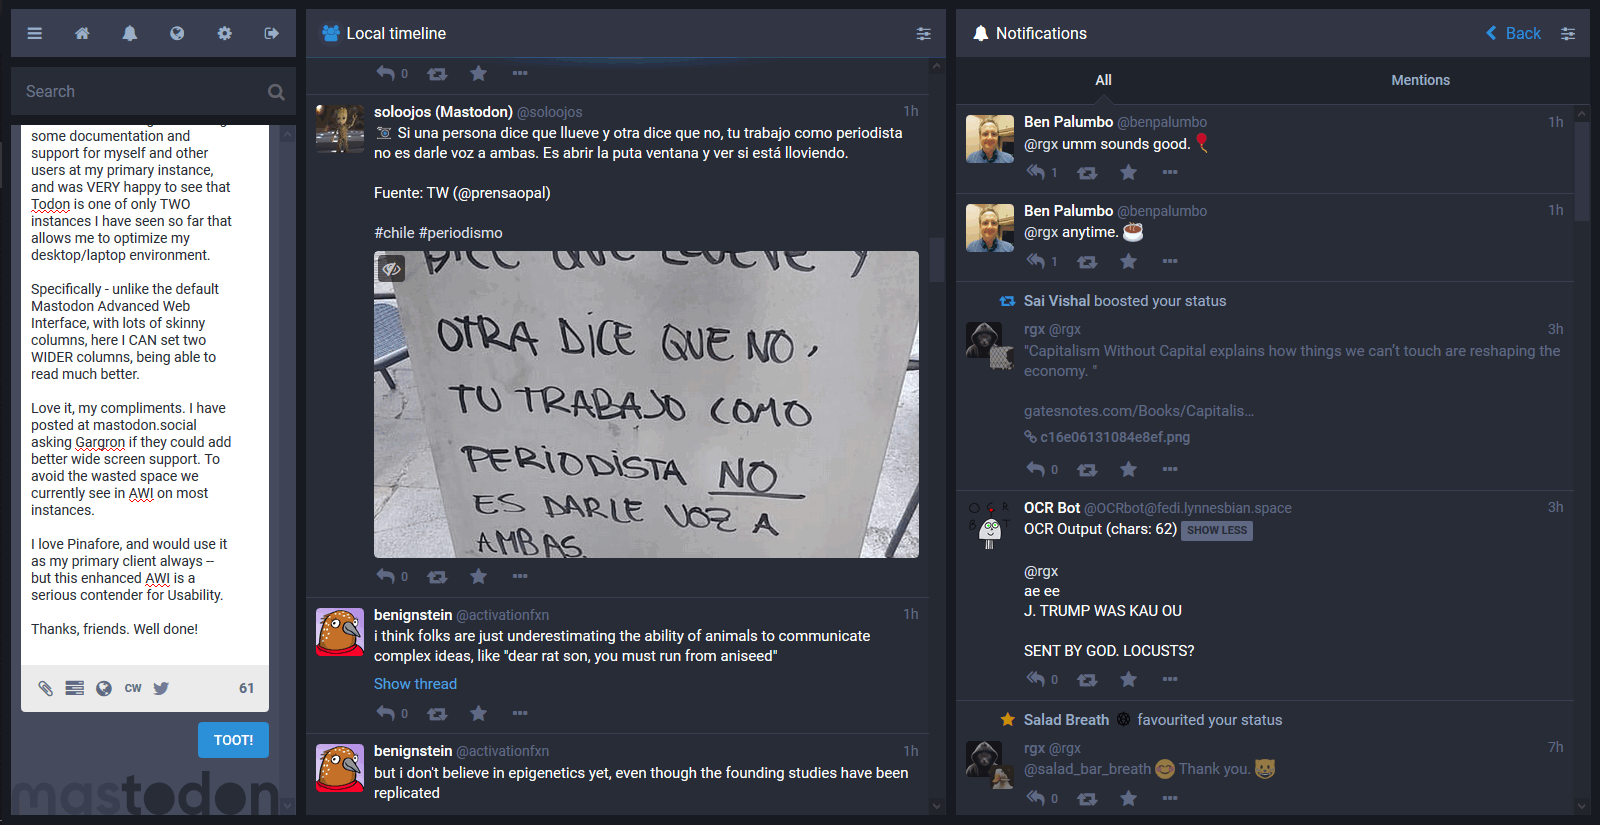 Search
some documentation and
support for myself and other
users at my primary instance,
and was VERY happy to see that
Todon is one of only TWO
instances I have seen so far that
allows me to optimize my
desktop/laptop environment.
Specifically - unlike the default
Mastodon Advanced Web
Interface, with lots of skinny
columns, here I CAN set two
WIDER columns, being able to
read much better.
Love it, my compliments. I have
posted at mastodon.social
asking Gargron if they could add
better wide screen support. To
avoid the wasted space we
currently see in AWI on most
instances.
I love Pinafore, and would use it
as my primary client always --
but this enhanced AWI is a
serious contender for Usability.
Thanks, friends. Well done!
CW 61
TOOT!
mastodon
Local timeline
0
soloojos (Mastodon) @soloojos 1h
Si una persona dice que llueve y otra dice que no, tu trabajo como periodista
no es darle voz a ambas. Es abrir la puta ventana y ver si está lloviendo.
Fuente: TW (@prensaopal)
#chile #periodismo
DICE QUE LLUEVE Y
OTRA DICE QUE NO,
TU TRABAJO COMO
PERIODISTA NO
ES DARLE VOZ A
AMBAS.
0
benignstein @activationfxn 1h
i think folks are just underestimating the ability of animals to communicate
complex ideas, like "dear rat son, you must run from aniseed"
Show thread
0
benignstein @activationfxn 1h
but i don't believe in epigenetics yet, even though the founding studies have been
replicated
Notifications Back
All Mentions
Ben Palumbo @benpalumbo 1h
@rgx umm sounds good.
1
Ben Palumbo @benpalumbo 1h
@rgx anytime.
1
Sai Vishal boosted your status
rgx @rgx 3h
"Capitalism Without Capital explains how things we can't touch are reshaping the
economy. "
gatesnotes.com/Books/Capitalis…
c16e06131084e8ef.png
0
OCR Bot @OCRbot@fedi.lynnesbian.space 3h
OCR Output (chars: 62) SHOW LESS
@rgx
ae ee
J. TRUMP WAS KAU OU
SENT BY GOD. LOCUSTS?
0
Salad Breath favourited your status
rgx @rgx 7h
@salad_bar_breath Thank you.
0